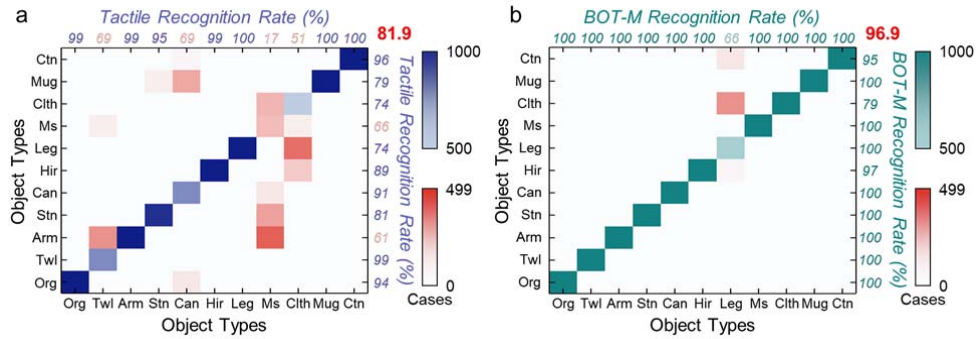 a
Tactile Recognition Rate (%)
99 69 99 95 69 99 100 17 51 100 100
81.9
Object Types
Ctn
Mug
Clth
Ms
Leg
Hir
Can
Stn
Arm
Twl
Org
96
79
74
66
74
89
91
81
61
99
94
Tactile Recognition Rate (%)
1000
500
499
0
Cases
Org Twl Arm Stn Can Hir Leg Ms Clth Mug Ctn
Object Types
b
BOT-M Recognition Rate (%)
100 100 100 100 100 100 66 100 100 100 100
96.9
Object Types
Ctn
Mug
Clth
Ms
Leg
Hir
Can
Stn
Arm
Twl
Org
95
100
79
100
100
97
100
100
100
100
100
BOT-M Recognition Rate (%)
1000
500
499
0
Cases
Org Twl Arm Stn Can Hir Leg Ms Clth Mug Ctn
Object Types